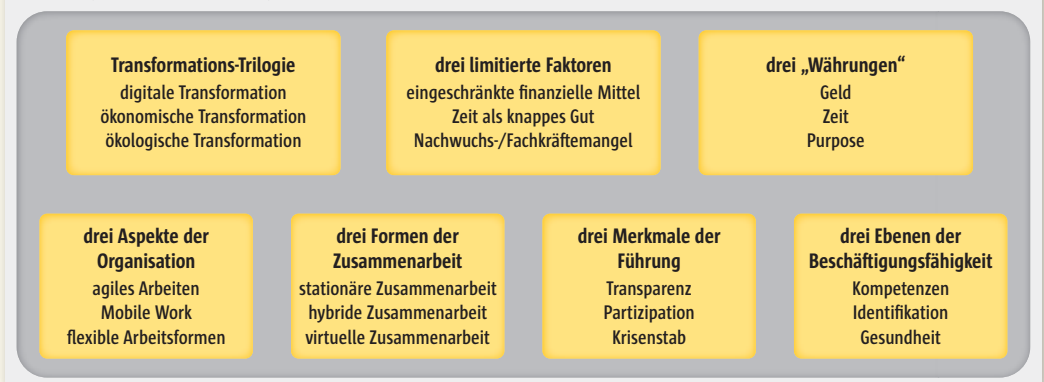 Transformations-Trilogie
digitale Transformation
ökonomische Transformation
ökologische Transformation
drei limitierte Faktoren
eingeschränkte finanzielle Mittel
Zeit als knappes Gut
Nachwuchs-/Fachkräftemangel
drei „Währungen“
Geld
Zeit
Purpose
drei Aspekte der
Organisation
agiles Arbeiten
Mobile Work
flexible Arbeitsformen
drei Formen der
Zusammenarbeit
stationäre Zusammenarbeit
hybride Zusammenarbeit
virtuelle Zusammenarbeit
drei Merkmale der
Führung
Transparenz
Partizipation
Krisenstab
drei Ebenen der
Beschäftigungsfähigkeit
Kompetenzen
Identifikation
Gesundheit